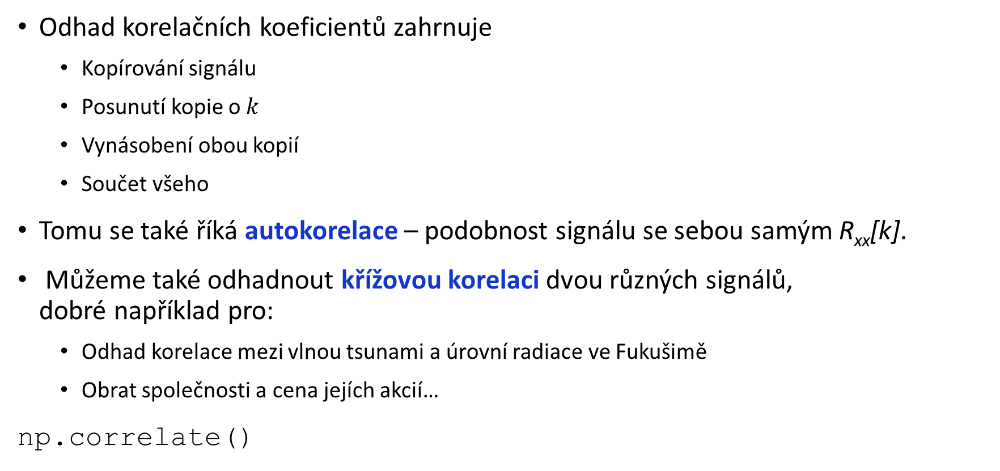 • Odhad korelačních koeficientů zahrnuje
• Kopírování signálu
• Posunutí kopie o k
• Vynásobení obou kopií
• Součet všeho
• Tomu se také říká autokorelace – podobnost signálu se sebou samým Rxx[k].
• Můžeme také odhadnout křížovou korelaci dvou různých signálů,
dobré například pro:
• Odhad korelace mezi vlnou tsunami a úrovní radiace ve Fukušimě
• Obrat společnosti a cena jejích akcií…
np.correlate()